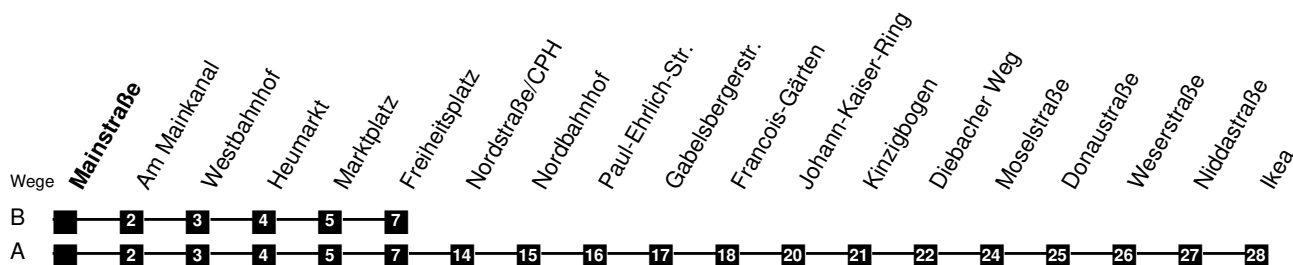 Mainstraße
Am Mainkanal
Westbahnhof
Heumarkt
Marktplatz
Freiheitsplatz
Nordstraße/CPH
Nordbahnhof
Paul-Ehrlich-Str.
Gabelsbergerstr.
Francois-Gärten
Johann-Kaiser-Ring
Kinzigbogen
Diebacher Weg
Moselstraße
Donaustraße
Weserstraße
Niddastraße
Ikea
Wege
B 2 3 4 5 7
A 2 3 4 5 7 14 15 16 17 18 20 21 22 24 25 26 27 28